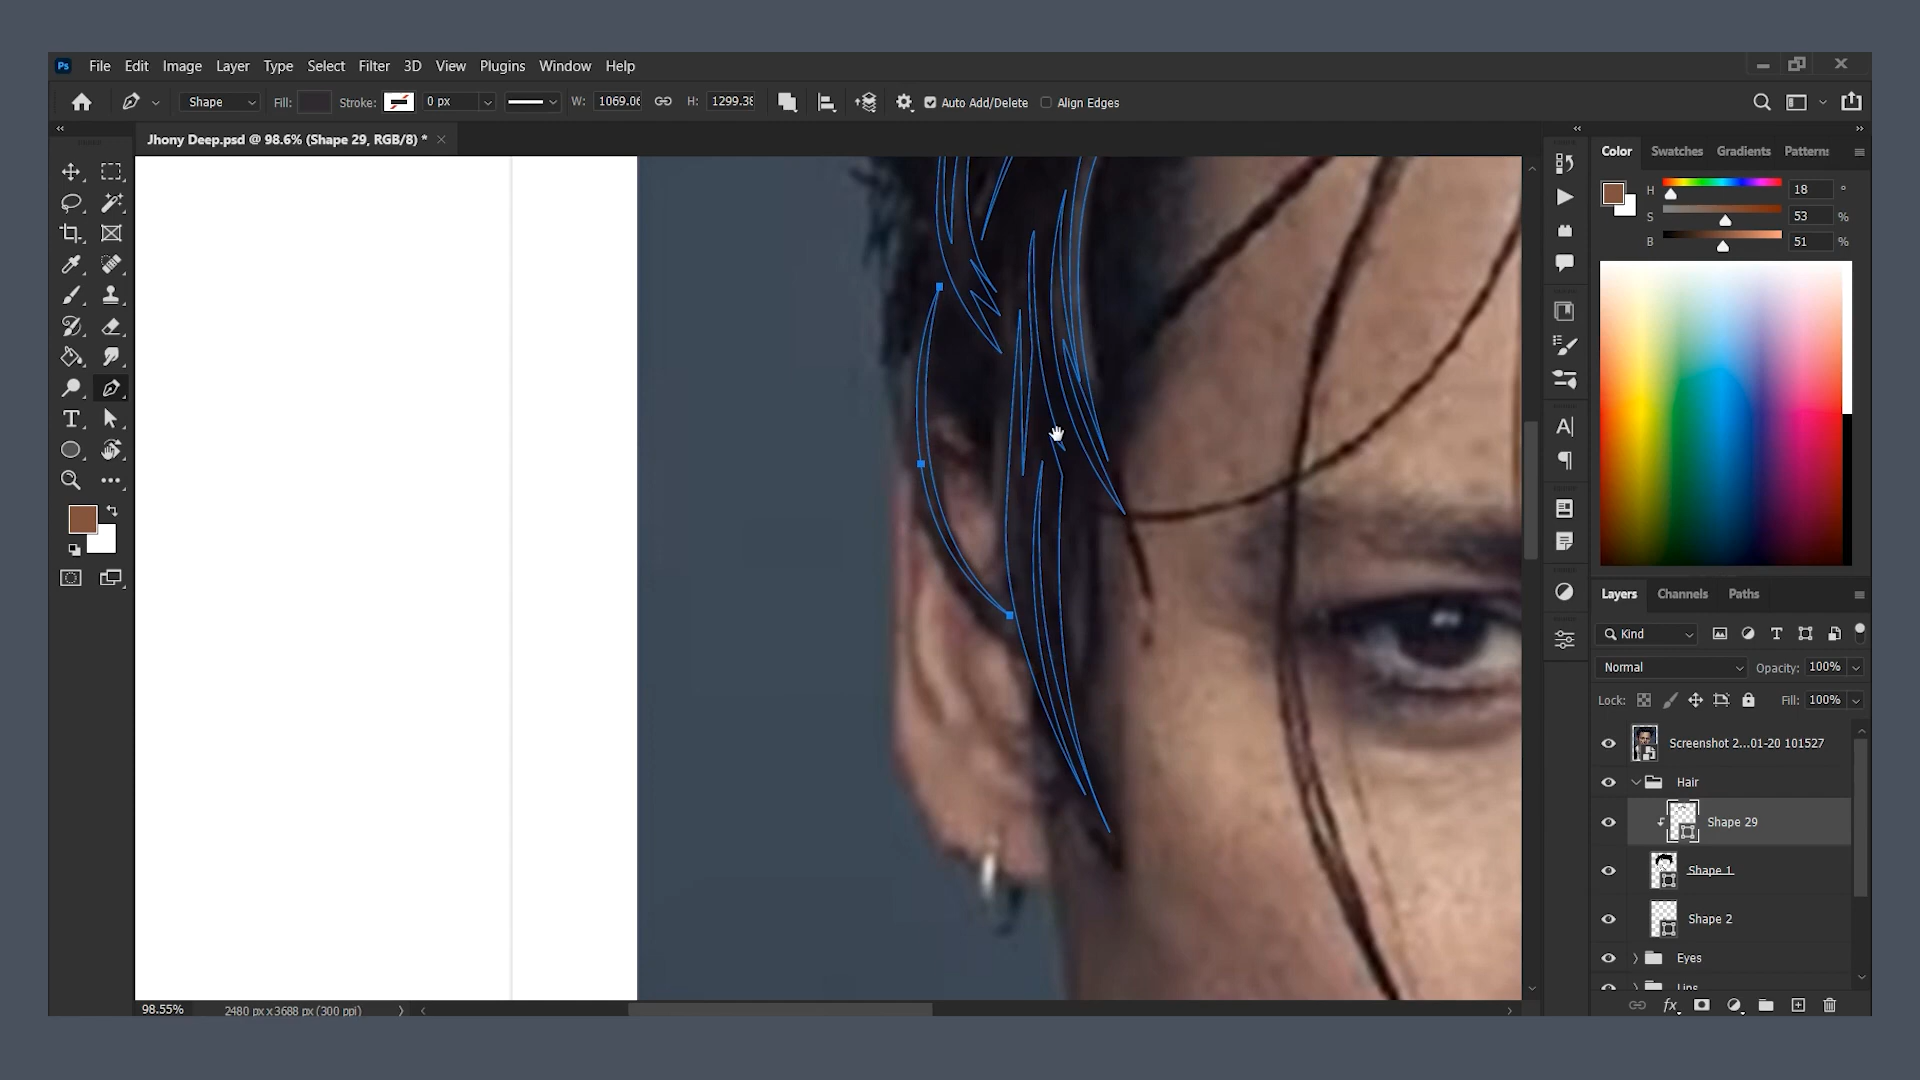 Ps File Edit Image Layer Type Select Filter 3D View Plugins Window Help
Shape Fill: Stroke: 0 px W: 1069.06 H: 1299.38 Auto Add/Delete Align Edges
Jhony Deep.psd @ 98.6% (Shape 29, RGB/8) *
Color Swatches Gradients Patterns
H 18 °
S 53 %
B 51 %
Layers Channels Paths
Kind
Normal Opacity: 100%
Lock: Fill: 100%
Screenshot 2...01-20 101527
Hair
Shape 29
Shape 1
Shape 2
Eyes
Lips
98.55% 2480 px x 3688 px (300 ppi)